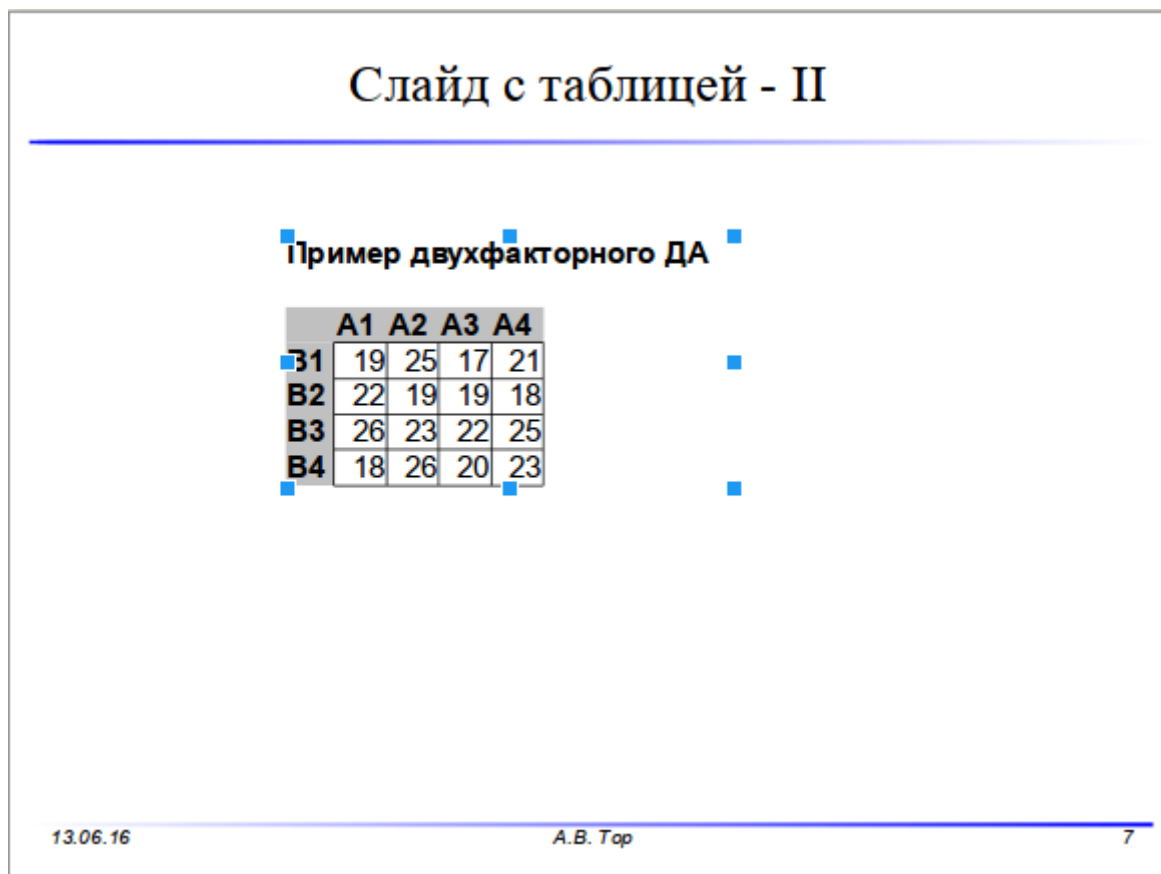 Слайд с таблицей - II
Пример двухфакторного ДА
A1 A2 A3 A4
B1 19 25 17 21
B2 22 19 19 18
B3 26 23 22 25
B4 18 26 20 23
13.06.16 А.В. Тор 7